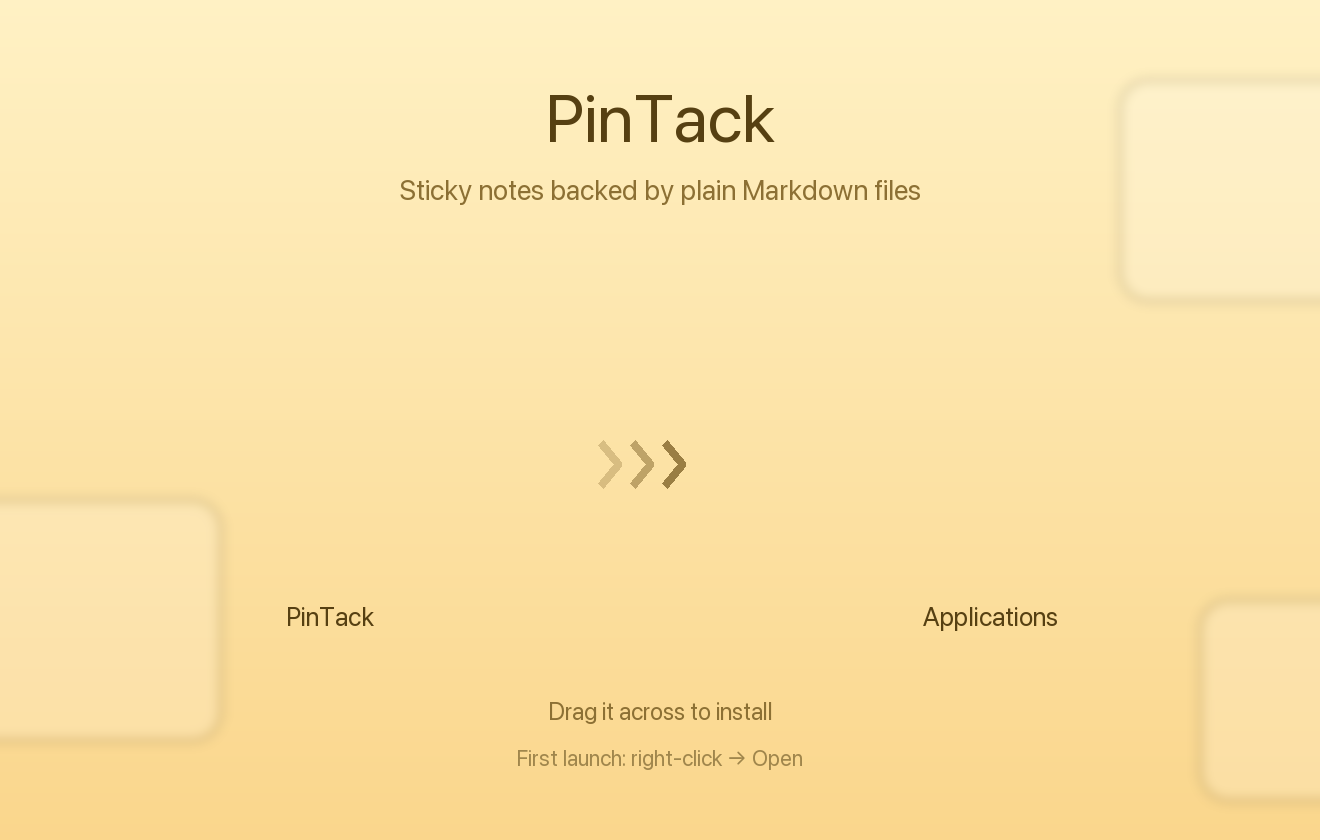 PinTack
Sticky notes backed by plain Markdown files
PinTack
Applications
Drag it across to install
First launch: right-click → Open